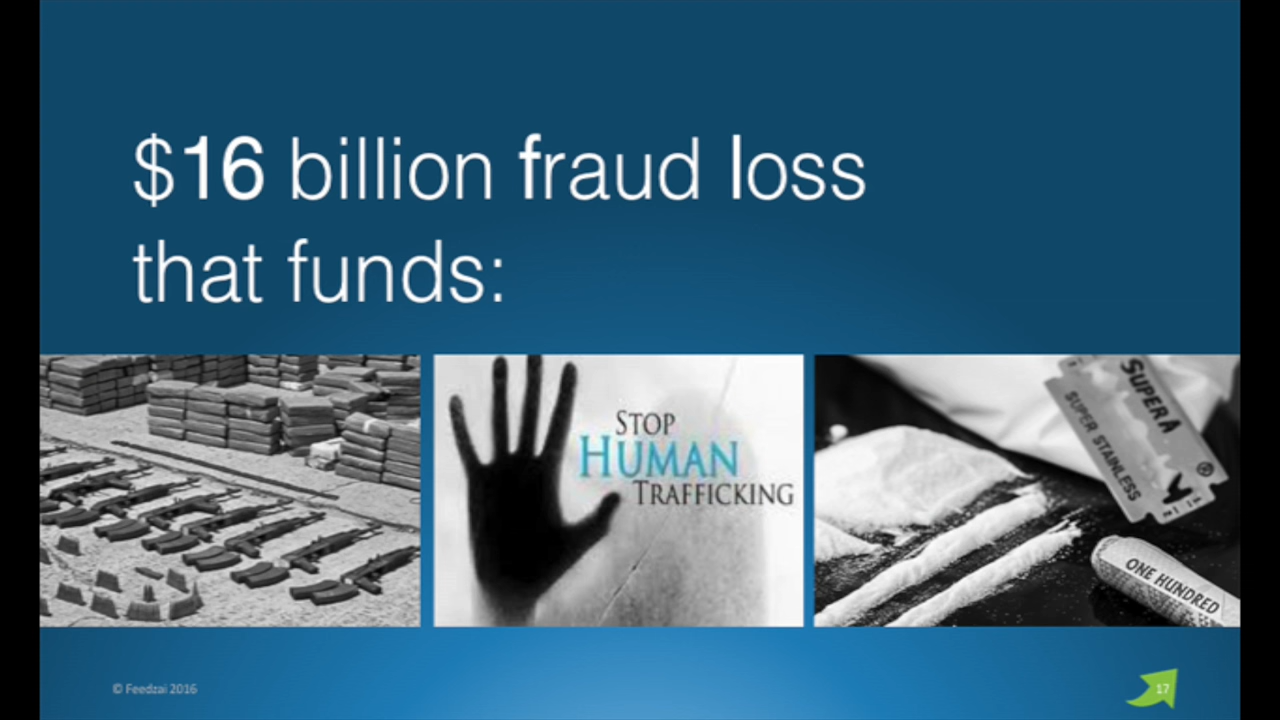 $16 billion fraud loss
that funds:
STOP
HUMAN
TRAFFICKING
SUPERA
SUPER STAINLESS
®
ONE HUNDRED
© Feedzai 2016
17